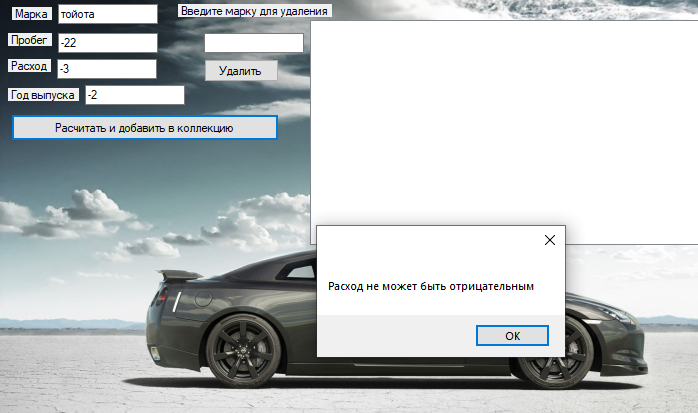 Марка
тойота
Введите марку для удаления
Пробег
-22
Расход
-3
Удалить
Год выпуска
-2
Расчитать и добавить в коллекцию
Расход не может быть отрицательным
OK